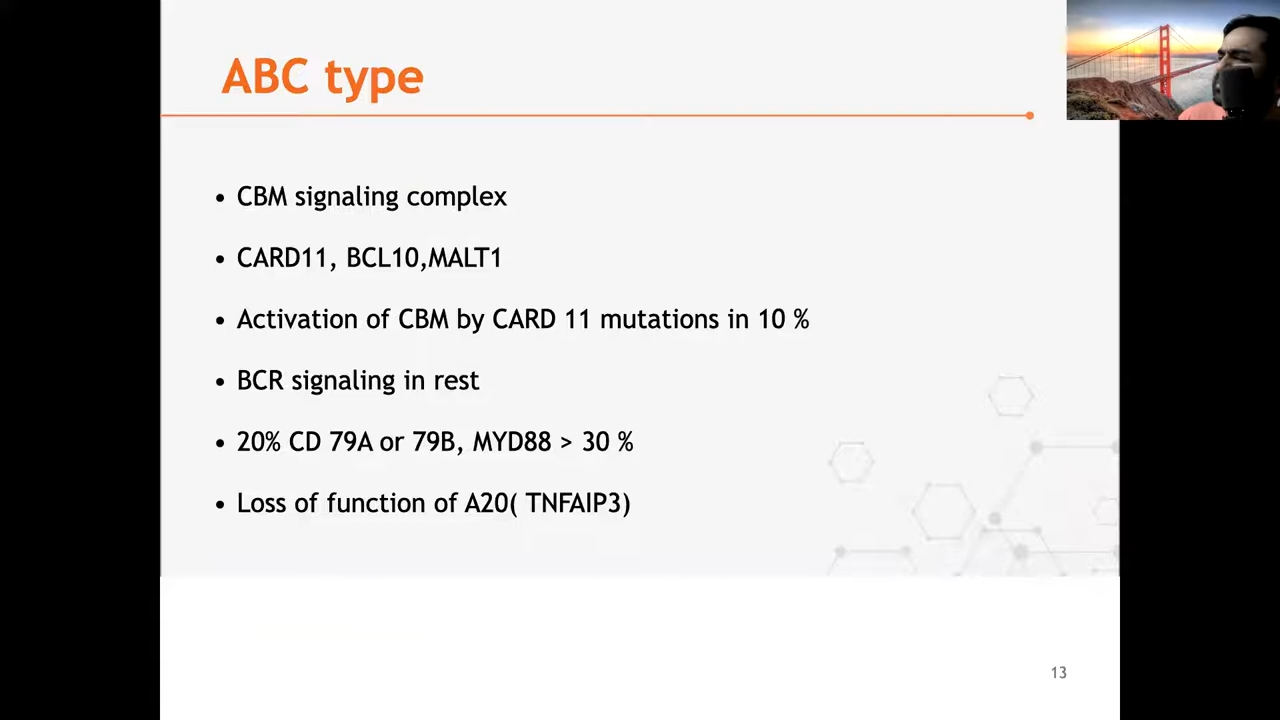 ABC type
• CBM signaling complex
• CARD11, BCL10,MALT1
• Activation of CBM by CARD 11 mutations in 10 %
• BCR signaling in rest
• 20% CD 79A or 79B, MYD88 > 30 %
• Loss of function of A20( TNFAIP3)
13